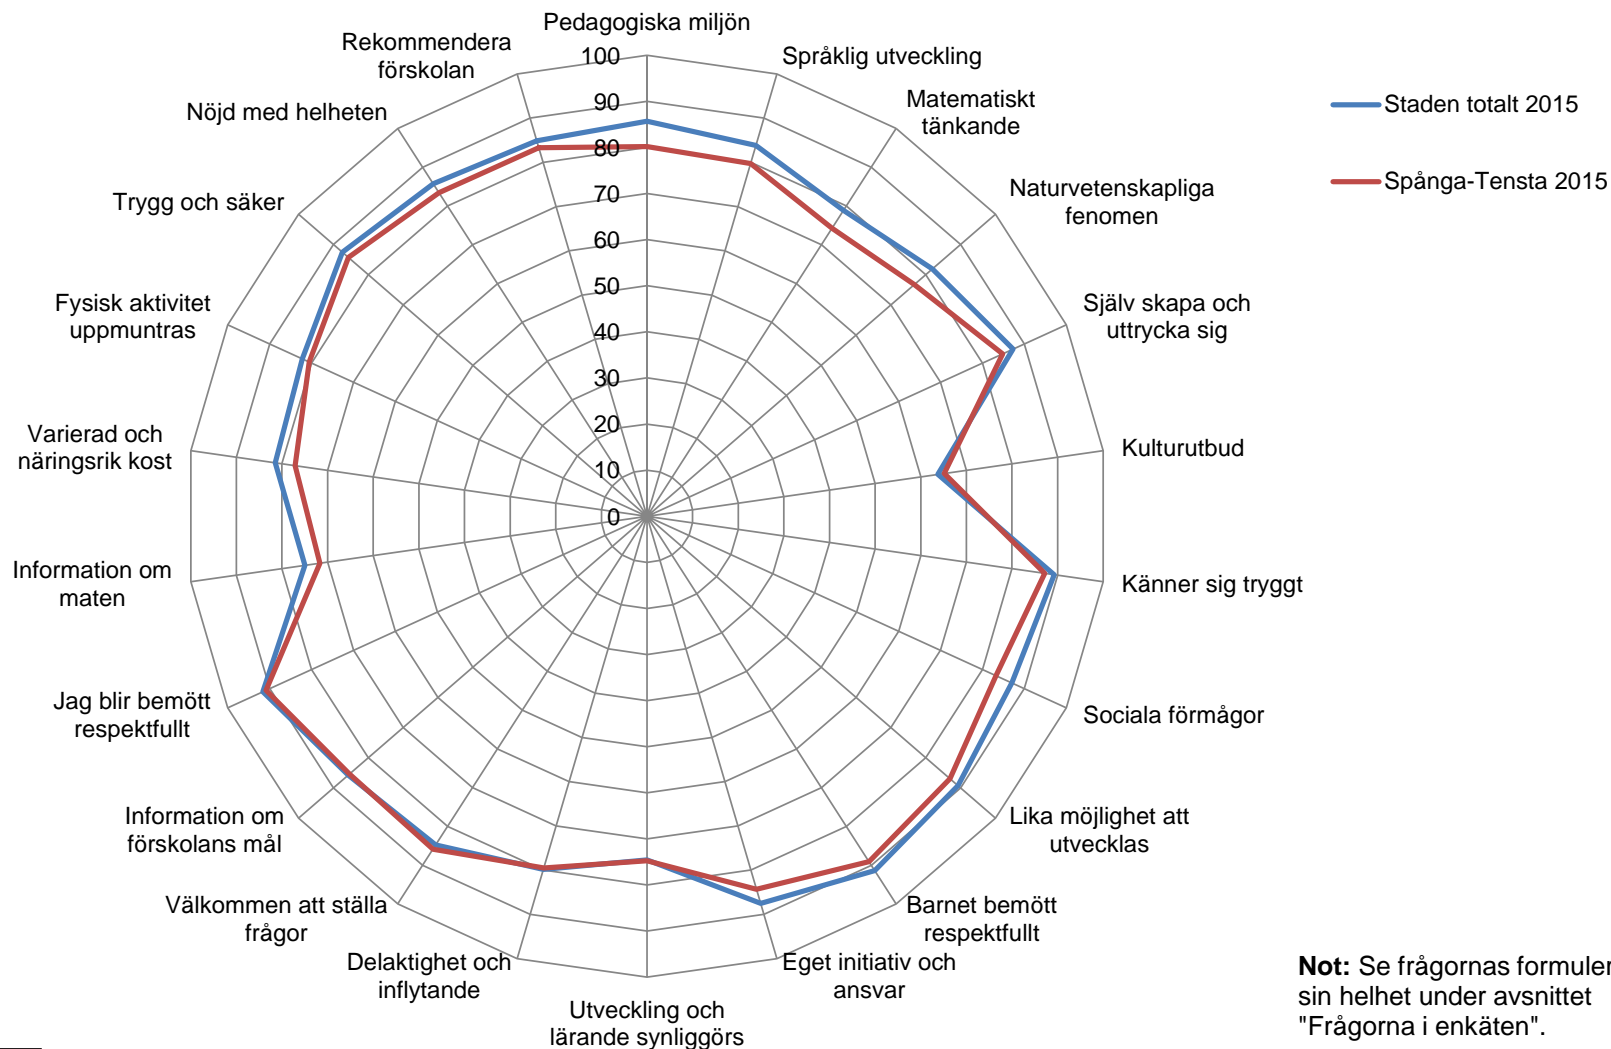 Pedagogiska miljön
Språklig utveckling
Matematiskt
tänkande
Naturvetenskapliga
fenomen
Själv skapa och
uttrycka sig
Kulturutbud
Känner sig tryggt
Sociala förmågor
Lika möjlighet att
utvecklas
Barnet bemött
respektfullt
Eget initiativ och
ansvar
Utveckling och
lärande synliggörs
Delaktighet och
inflytande
Välkommen att ställa
frågor
Information om
förskolans mål
Jag blir bemött
respektfullt
Information om
maten
Varierad och
näringsrik kost
Fysisk aktivitet
uppmuntras
Trygg och säker
Nöjd med helheten
Rekommendera
förskolan
100
90
80
70
60
50
40
30
20
10
0
Staden totalt 2015
Spånga-Tensta 2015
Not: Se frågornas
sin helhet under avsnittet
"Frågorna i enkäten".